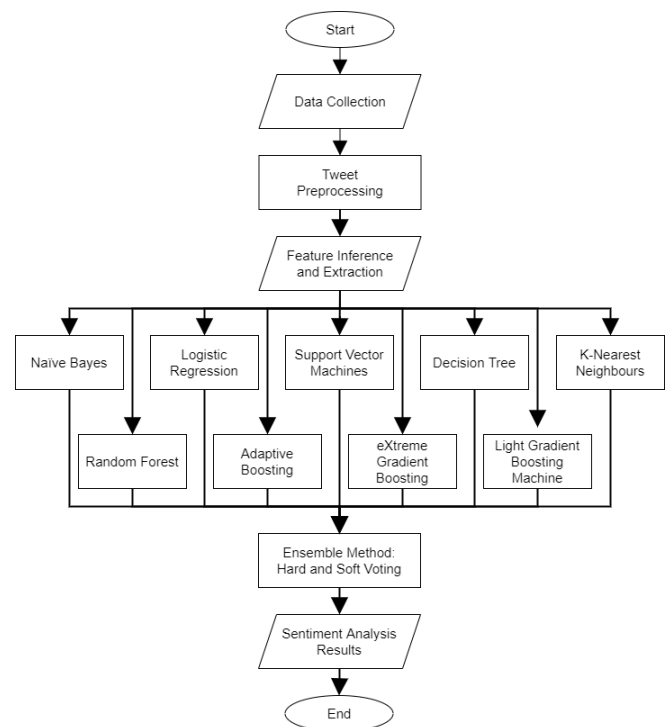 Start
Data Collection
Tweet
Preprocessing
Feature Inference
and Extraction
Naïve Bayes
Logistic
Regression
Support Vector
Machines
Decision Tree
K-Nearest
Neighbours
Random Forest
Adaptive
Boosting
eXtreme
Gradient
Boosting
Light Gradient
Boosting
Machine
Ensemble Method:
Hard and Soft Voting
Sentiment Analysis
Results
End